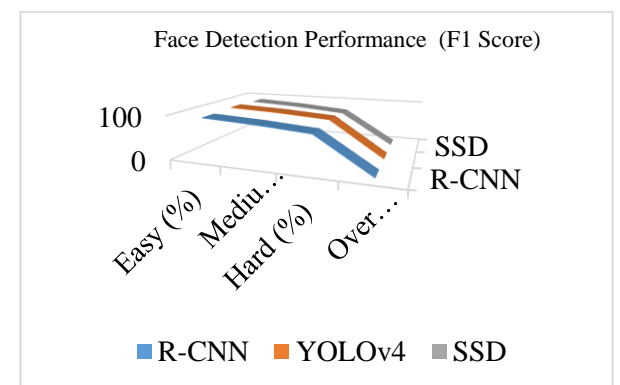 Face Detection Performance (F1 Score)
100
0
SSD
R-CNN
Easy (%)
Mediu…
Hard (%)
Over…
R-CNN YOLOv4 SSD